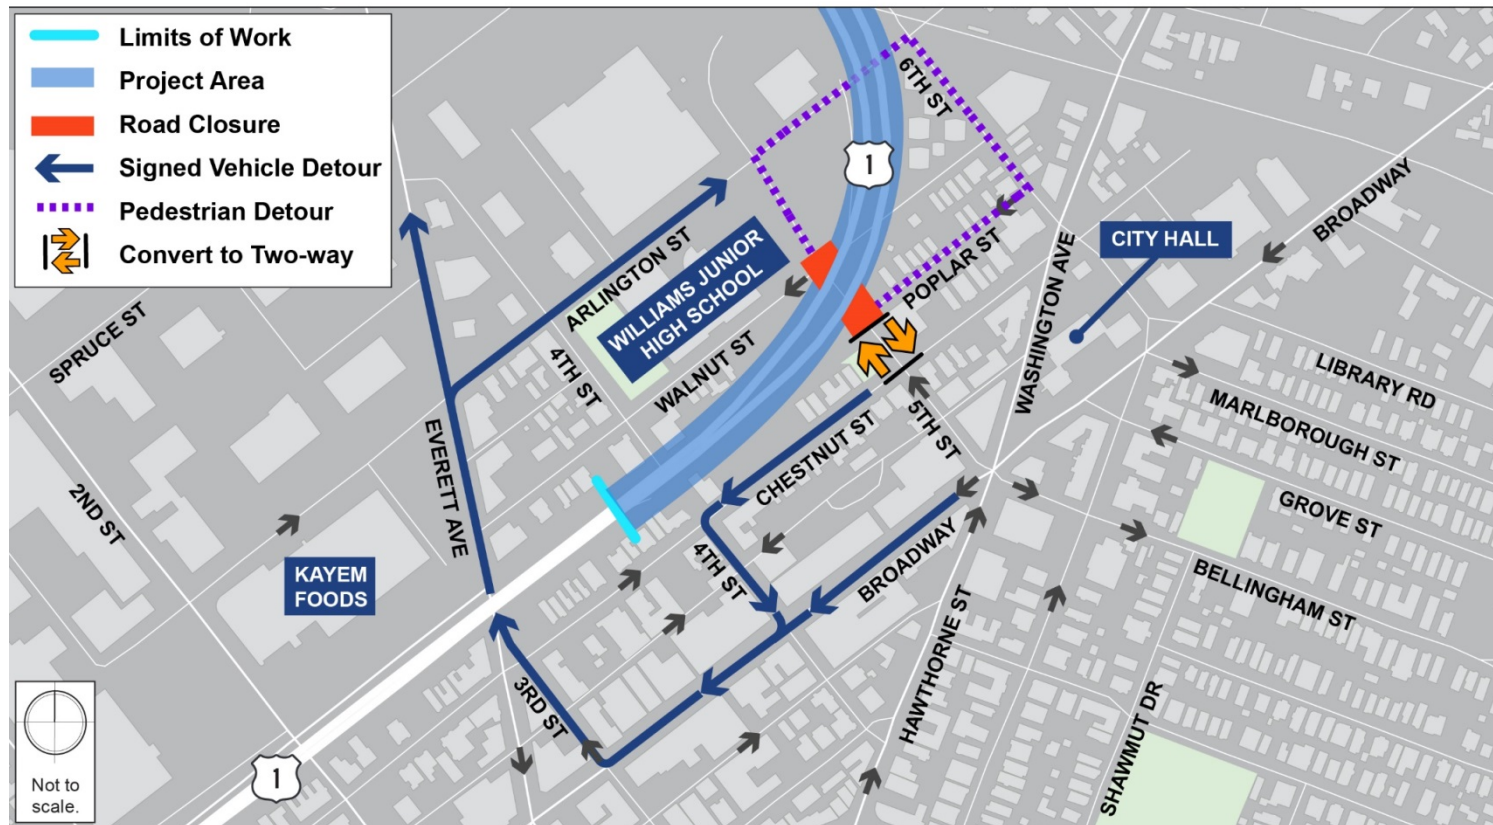 Limits of Work
Project Area
Road Closure
Signed Vehicle Detour
Pedestrian Detour
Convert to Two-way
6TH ST
1
BROADWAY
CITY HALL
POPLAR ST
WASHINGTON AVE
ARLINGTON ST
WILLIAMS JUNIOR
HIGH SCHOOL
SPRUCE ST
4TH ST
WALNUT ST
LIBRARY RD
MARLBOROUGH ST
5TH ST
CHESTNUT ST
EVERETT AVE
2ND ST
GROVE ST
KAYEM
FOODS
4TH ST
BROADWAY
BELLINGHAM ST
HAWTHORNE ST
3RD ST
SHAWMUT DR
1
Not to
scale.